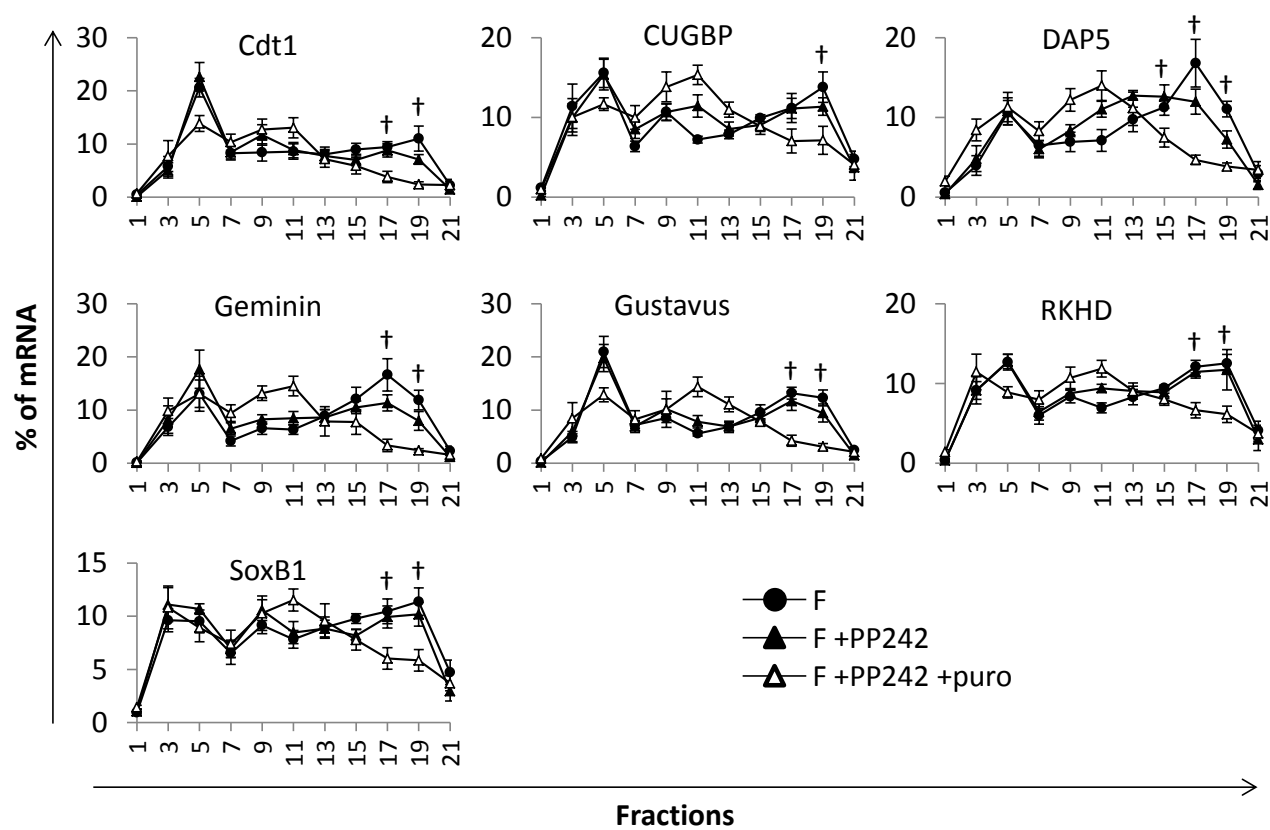 % of mRNA
Cdt1
30
20
10
0
1 3 5 7 9 11 13 15 17 19 21
† †
CUGBP
20
10
0
1 3 5 7 9 11 13 15 17 19 21
†
DAP5
20
10
0
1 3 5 7 9 11 13 15 17 19 21
† † †
Geminin
30
20
10
0
1 3 5 7 9 11 13 15 17 19 21
† †
Gustavus
30
20
10
0
1 3 5 7 9 11 13 15 17 19 21
† †
RKHD
20
10
0
1 3 5 7 9 11 13 15 17 19 21
† †
SoxB1
15
10
5
0
1 3 5 7 9 11 13 15 17 19 21
† †
F
F +PP242
F +PP242 +puro
Fractions